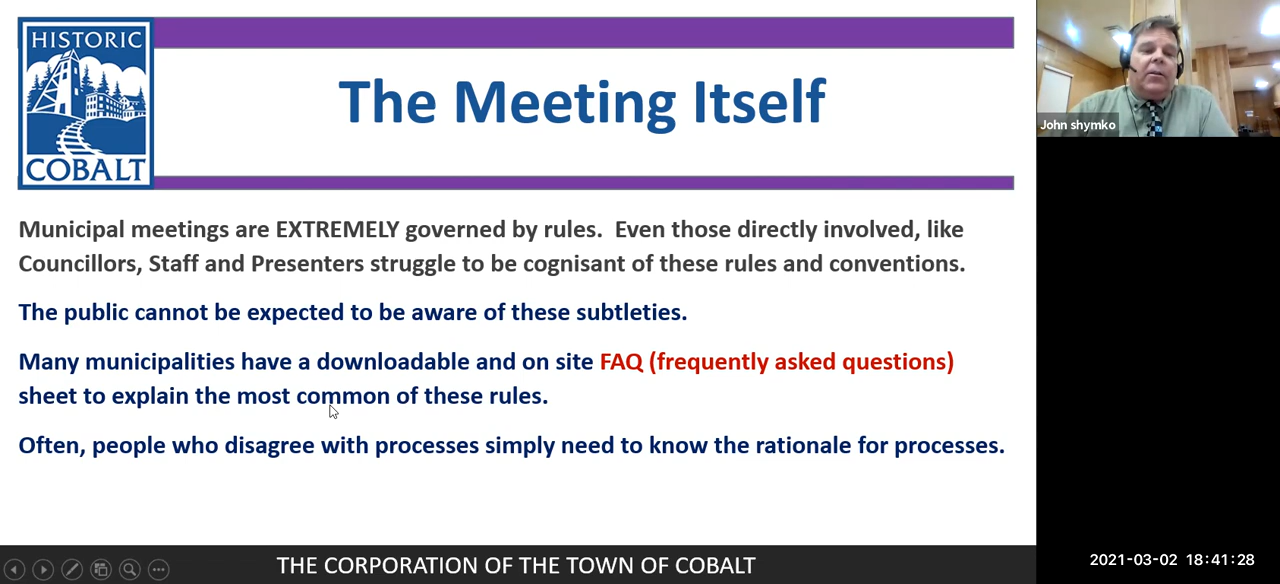 HISTORIC
COBALT
The Meeting Itself
Municipal meetings are EXTREMELY governed by rules.  Even those directly involved, like
Councillors, Staff and Presenters struggle to be cognisant of these rules and conventions.
The public cannot be expected to be aware of these subtleties.
Many municipalities have a downloadable and on site FAQ (frequently asked questions)
sheet to explain the most common of these rules.
Often, people who disagree with processes simply need to know the rationale for processes.
THE CORPORATION OF THE TOWN OF COBALT
John shymko
2021-03-02 18:41:28